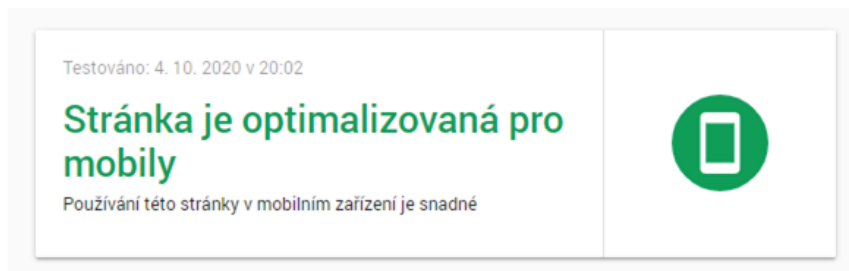 Testováno: 4. 10. 2020 v 20:02
Stránka je optimalizovaná pro
mobily
Používání této stránky v mobilním zařízení je snadné